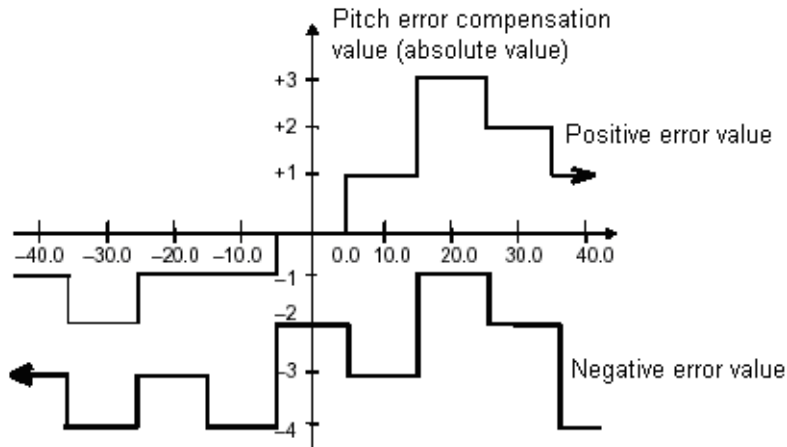 Pitch error compensation
value (absolute value)
+3
+2
Positive error value
+1
–40.0 –30.0 –20.0 –10.0 0.0 10.0 20.0 30.0 40.0
–1
–2
–3
Negative error value
–4